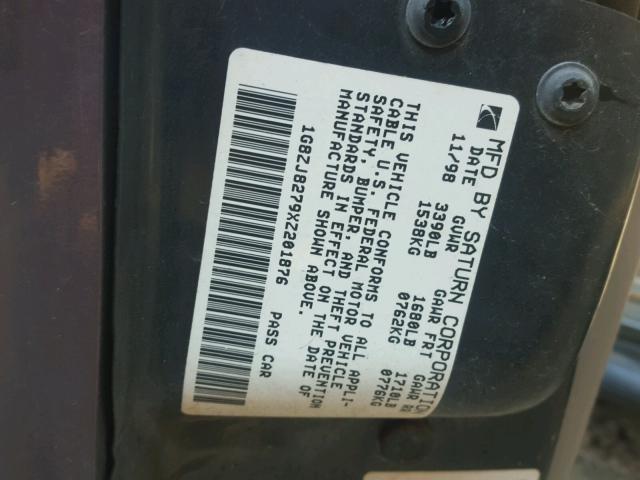 MFD BY SATURN CORPORATION
DATE GVWR GAWR FRT GAWR RR
11/98 3390LB 1680LB 1710LB
1538KG 0762KG 0776KG
THIS VEHICLE CONFORMS TO ALL APPLI-
CABLE U.S. FEDERAL MOTOR VEHICLE
SAFETY, BUMPER, AND THEFT PREVENTION
STANDARDS IN EFFECT ON THE DATE OF
MANUFACTURE SHOWN ABOVE.
1G8ZJ8279XZ201876 PASS CAR